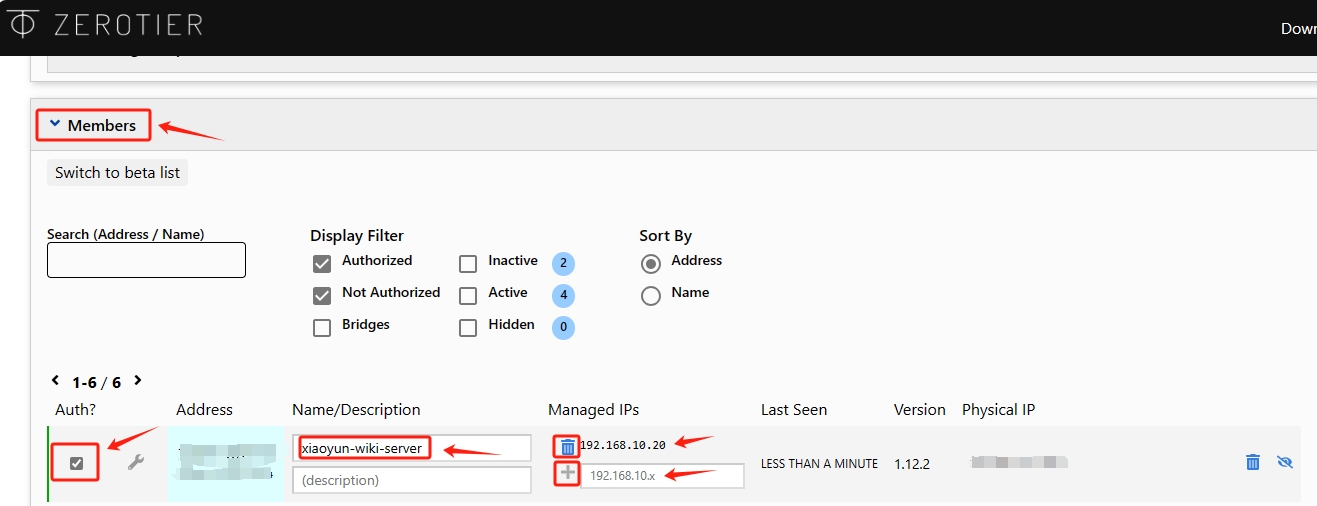 ZEROTIER
Down
Members
Switch to beta list
Search (Address / Name)
Display Filter
Sort By
Authorized
Inactive
2
Address
Not Authorized
Active
4
Name
Bridges
Hidden
0
1-6 / 6
Auth?
Address
Name/Description
Managed IPs
Last Seen
Version
Physical IP
xiaoyun-wiki-server
192.168.10.20
LESS THAN A MINUTE
1.12.2
(description)
192.168.10.x